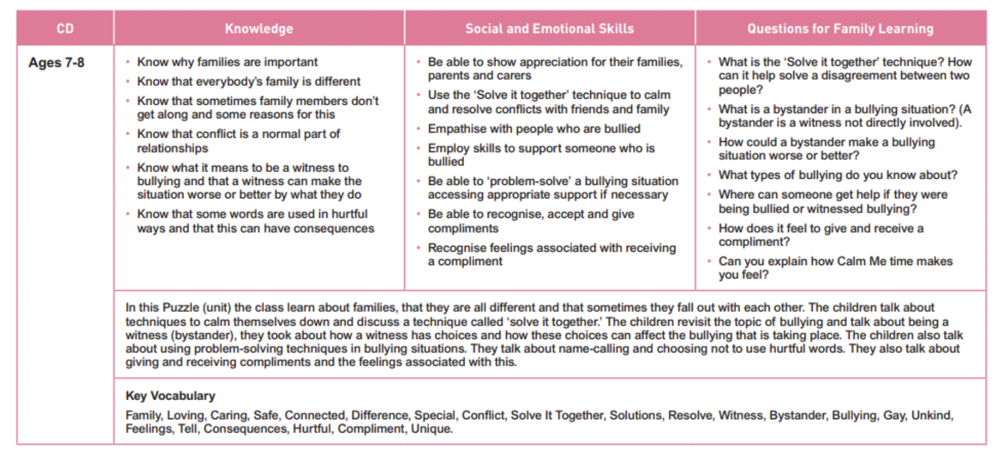 CD
Knowledge
Social and Emotional Skills
Questions for Family Learning
Ages 7-8
• Know why families are important
• Know that everybody's family is different
• Know that sometimes family members don't
get along and some reasons for this
• Know that conflict is a normal part of
relationships
• Know what it means to be a witness to
bullying and that a witness can make the
situation worse or better by what they do
• Know that some words are used in hurtful
ways and that this can have consequences
• Be able to show appreciation for their families,
parents and carers
• Use the ‘Solve it together’ technique to calm
and resolve conflicts with friends and family
• Empathise with people who are bullied
• Employ skills to support someone who is
bullied
• Be able to ‘problem-solve’ a bullying situation
accessing appropriate support if necessary
• Be able to recognise, accept and give
compliments
• Recognise feelings associated with receiving
a compliment
• What is the ‘Solve it together’ technique? How
can it help solve a disagreement between two
people?
• What is a bystander in a bullying situation? (A
bystander is a witness not directly involved).
• How could a bystander make a bullying
situation worse or better?
• What types of bullying do you know about?
• Where can someone get help if they were
being bullied or witnessed bullying?
• How does it feel to give and receive a
compliment?
• Can you explain how Calm Me time makes
you feel?
In this Puzzle (unit) the class learn about families, that they are all different and that sometimes they fall out with each other. The children talk about
techniques to calm themselves down and discuss a technique called ‘solve it together.’ The children revisit the topic of bullying and talk about being a
witness (bystander), they took about how a witness has choices and how these choices can affect the bullying that is taking place. The children also talk
about using problem-solving techniques in bullying situations. They talk about name-calling and choosing not to use hurtful words. They also talk about
giving and receiving compliments and the feelings associated with this.
Key Vocabulary
Family, Loving, Caring, Safe, Connected, Difference, Special, Conflict, Solve It Together, Solutions, Resolve, Witness, Bystander, Bullying, Gay, Unkind,
Feelings, Tell, Consequences, Hurtful, Compliment, Unique.